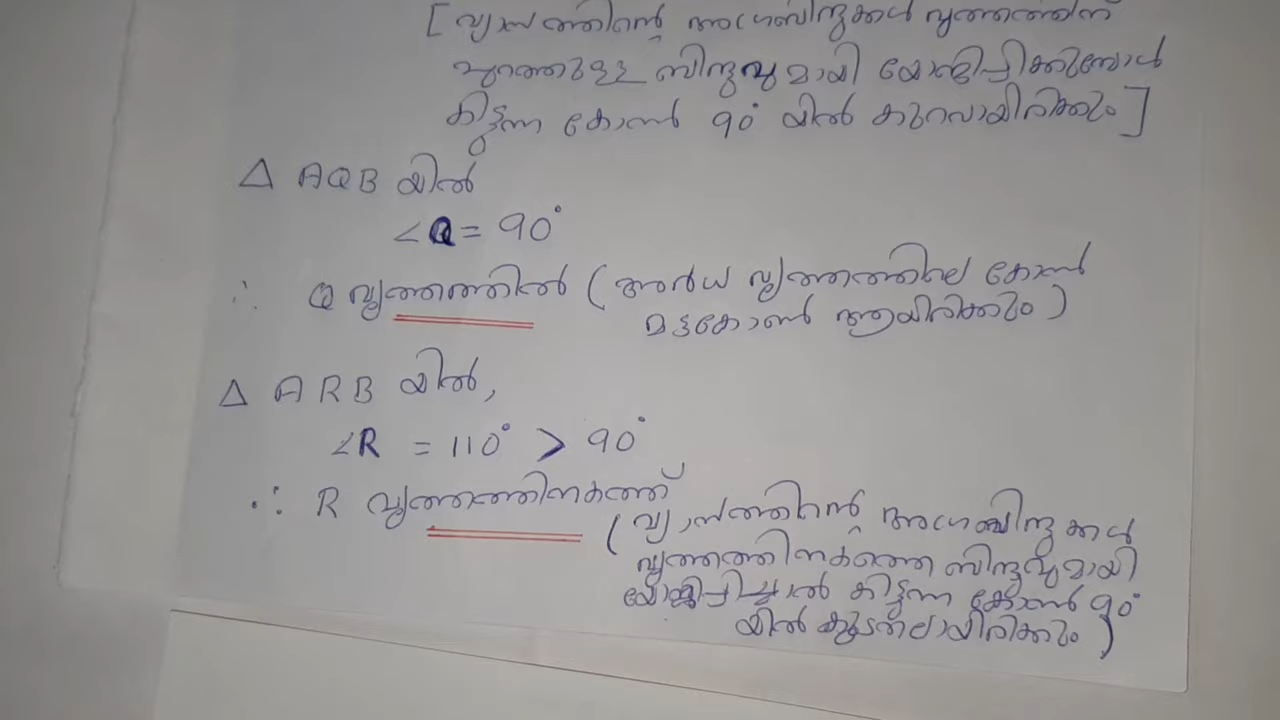 [വ്യാസത്തിന്റെ അഗ്രബിന്ദുക്കൾ വൃത്തത്തിന്
പുറത്തുള്ള ബിന്ദുവുമായി യോജിപ്പിക്കുമ്പോൾ
കിട്ടുന്ന കോൺ 90° യിൽ കുറവായിരിക്കും]
Δ AQB യിൽ
∠Q = 90°
∴ Q വൃത്തത്തിൽ (അർധ വൃത്തത്തിലെ കോൺ
മട്ടകോൺ ആയിരിക്കും)
Δ ARB യിൽ,
∠R = 110° > 90°
∴ R വൃത്തത്തിനകത്ത്
(വ്യാസത്തിന്റെ അഗ്രബിന്ദുക്കൾ
വൃത്തത്തിനകത്തെ ബിന്ദുവുമായി
യോജിപ്പിച്ചാൽ കിട്ടുന്ന കോൺ 90°
യിൽ കൂടുതലായിരിക്കും)